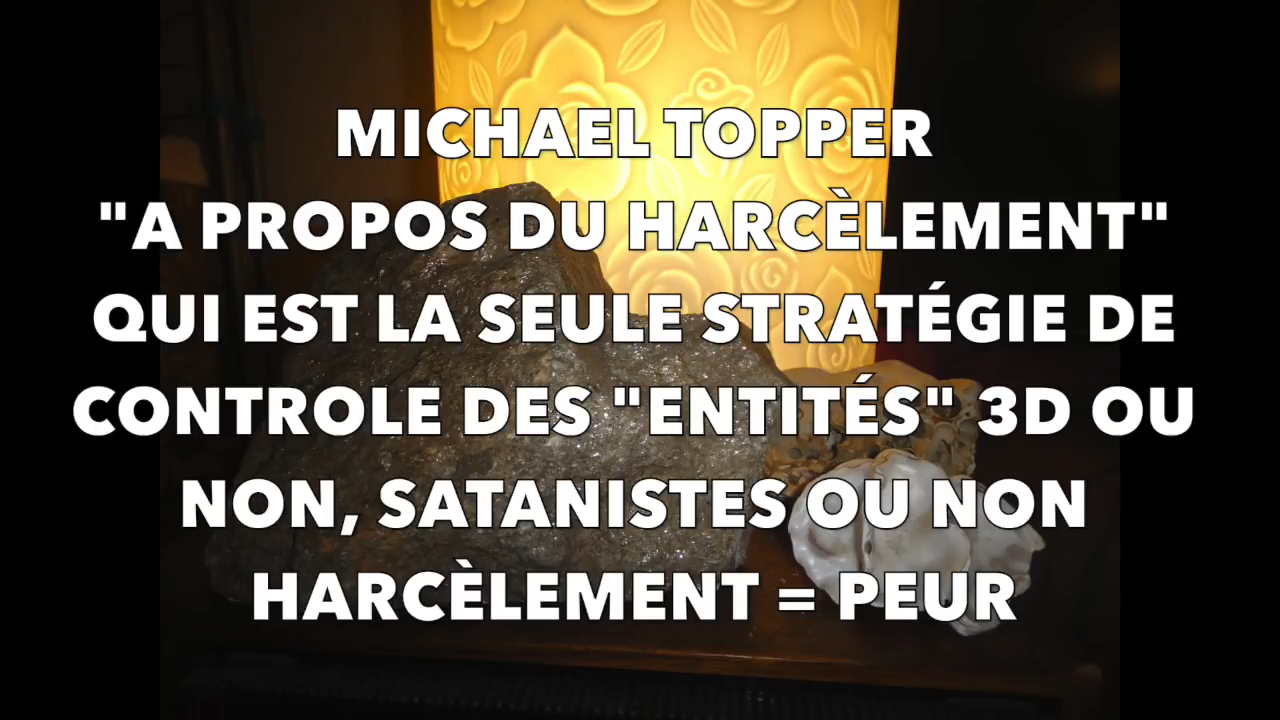 MICHAEL TOPPER
"A PROPOS DU HARCÈLEMENT"
QUI EST LA SEULE STRATÉGIE DE
CONTROLE DES "ENTITÉS" 3D OU
NON, SATANISTES OU NON
HARCÈLEMENT = PEUR